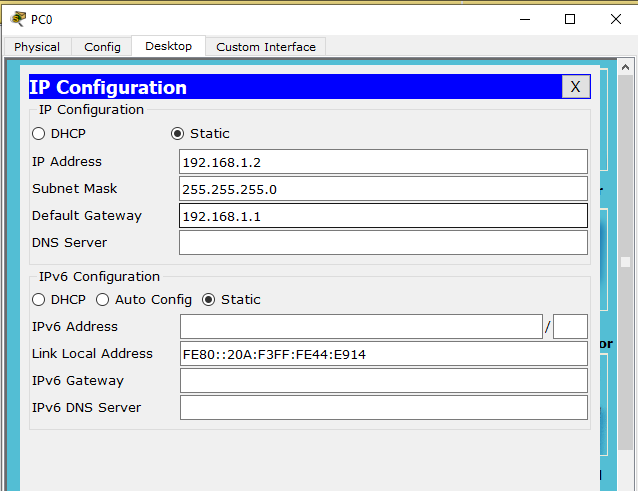 PC0
Physical Config Desktop Custom Interface
IP Configuration X
IP Configuration
DHCP Static
IP Address 192.168.1.2
Subnet Mask 255.255.255.0
Default Gateway 192.168.1.1
DNS Server
IPv6 Configuration
DHCP Auto Config Static
IPv6 Address /
Link Local Address FE80::20A:F3FF:FE44:E914
IPv6 Gateway
IPv6 DNS Server